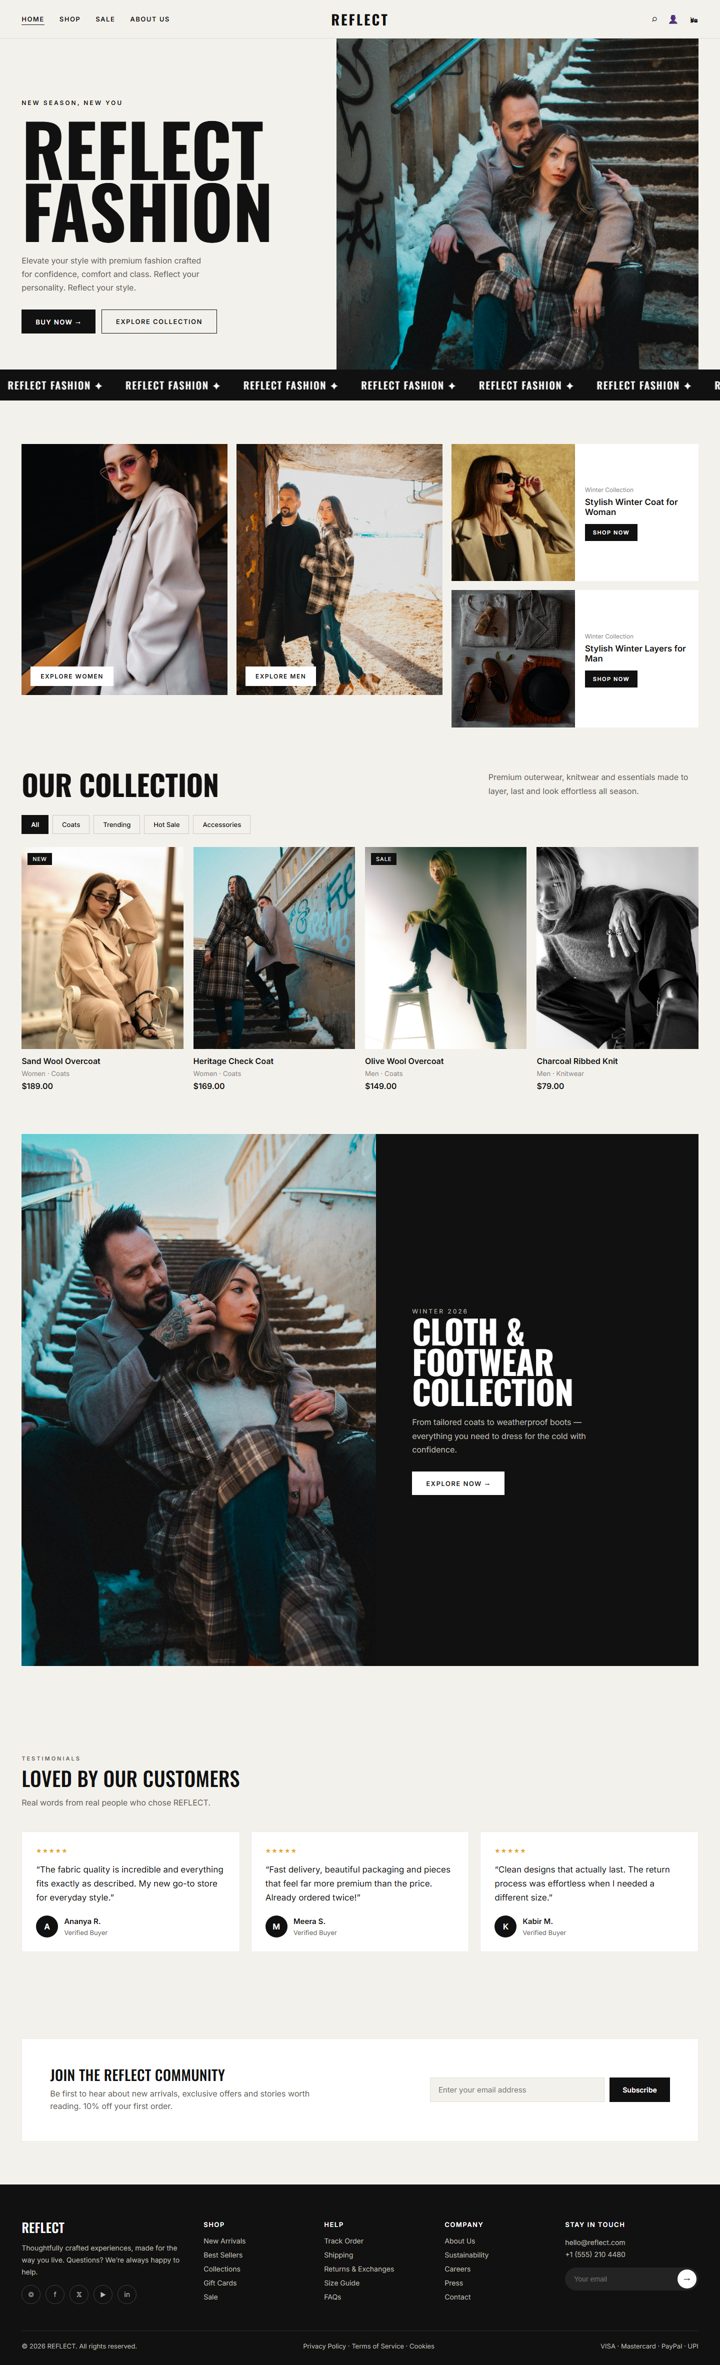 HOME SHOP SALE ABOUT US
REFLECT
NEW SEASON, NEW YOU
REFLECT
FASHION
Elevate your style with premium fashion crafted
for confidence, comfort and class. Reflect your
personality. Reflect your style.
BUY NOW → EXPLORE COLLECTION
REFLECT FASHION ✦ REFLECT FASHION ✦ REFLECT FASHION ✦ REFLECT FASHION ✦ REFLECT FASHION ✦ REFLECT FASHION ✦ R
EXPLORE WOMEN
EXPLORE MEN
Winter Collection
Stylish Winter Coat for
Woman
SHOP NOW
Winter Collection
Stylish Winter Layers for
Man
SHOP NOW
OUR COLLECTION
Premium outerwear, knitwear and essentials made to
layer, last and look effortless all season.
All Coats Trending Hot Sale Accessories
NEW
SALE
Sand Wool Overcoat
Women · Coats
$189.00
Heritage Check Coat
Women · Coats
$169.00
Olive Wool Overcoat
Men · Coats
$149.00
Charcoal Ribbed Knit
Men · Knitwear
$79.00
WINTER 2026
CLOTH &
FOOTWEAR
COLLECTION
From tailored coats to weatherproof boots —
everything you need to dress for the cold with
confidence.
EXPLORE NOW →
TESTIMONIALS
LOVED BY OUR CUSTOMERS
Real words from real people who chose REFLECT.
★★★★★
“The fabric quality is incredible and everything
fits exactly as described. My new go-to store
for everyday style.”
A
Ananya R.
Verified Buyer
★★★★★
“Fast delivery, beautiful packaging and pieces
that feel far more premium than the price.
Already ordered twice!”
M
Meera S.
Verified Buyer
★★★★★
“Clean designs that actually last. The return
process was effortless when I needed a
different size.”
K
Kabir M.
Verified Buyer
JOIN THE REFLECT COMMUNITY
Be first to hear about new arrivals, exclusive offers and stories worth
reading. 10% off your first order.
Enter your email address Subscribe
REFLECT
Thoughtfully crafted experiences, made for the
way you live. Questions? We're always happy to
help.
f 𝕏 ▶ in
SHOP
New Arrivals
Best Sellers
Collections
Gift Cards
Sale
HELP
Track Order
Shipping
Returns & Exchanges
Size Guide
FAQs
COMPANY
About Us
Sustainability
Careers
Press
Contact
STAY IN TOUCH
hello@reflect.com
+1 (555) 210 4480
Your email →
© 2026 REFLECT. All rights reserved.
Privacy Policy · Terms of Service · Cookies
VISA · Mastercard · PayPal · UPI